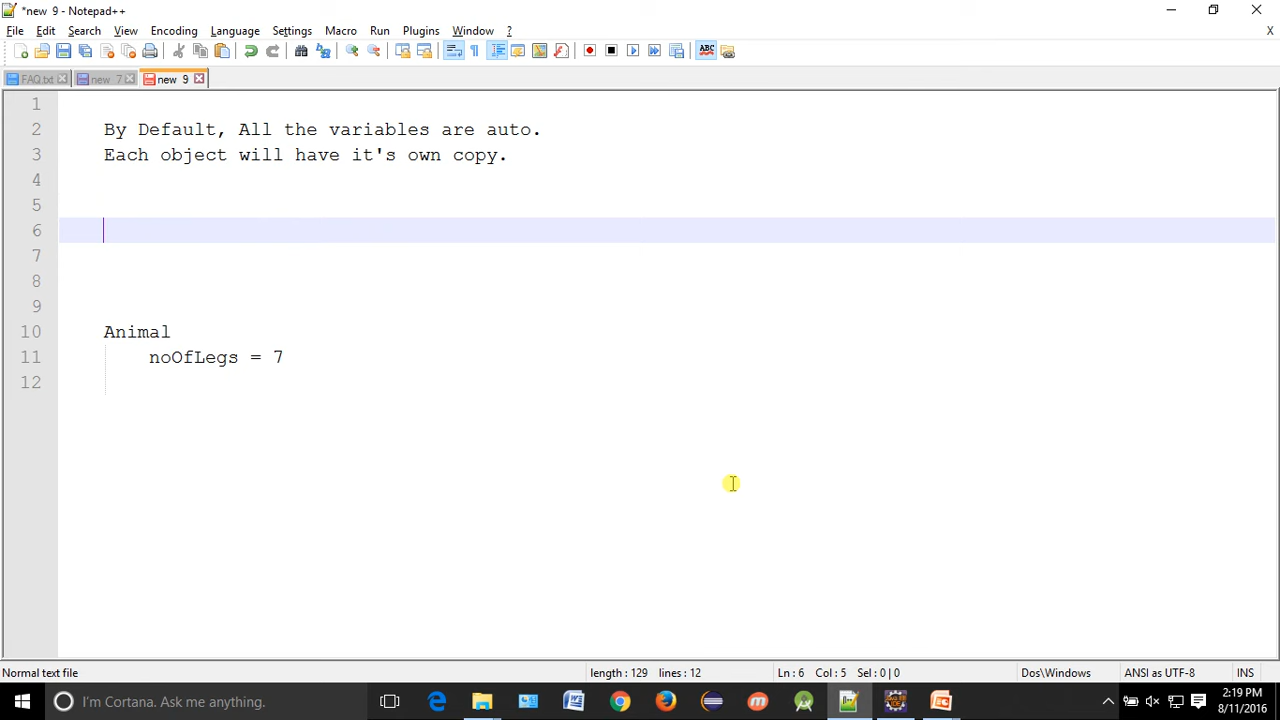 *new 9 - Notepad++
File Edit Search View Encoding Language Settings Macro Run Plugins Window ? X
ABC
FAQ.txt new 7 new 9
1
2 By Default, All the variables are auto.
3 Each object will have it's own copy.
4
5
6
7
8
9
10 Animal
11 noOfLegs = 7
12
Normal text file length : 129 lines : 12 Ln : 6 Col : 5 Sel : 0 | 0 Dos\Windows ANSI as UTF-8 INS
I'm Cortana. Ask me anything.
2:19 PM
8/11/2016